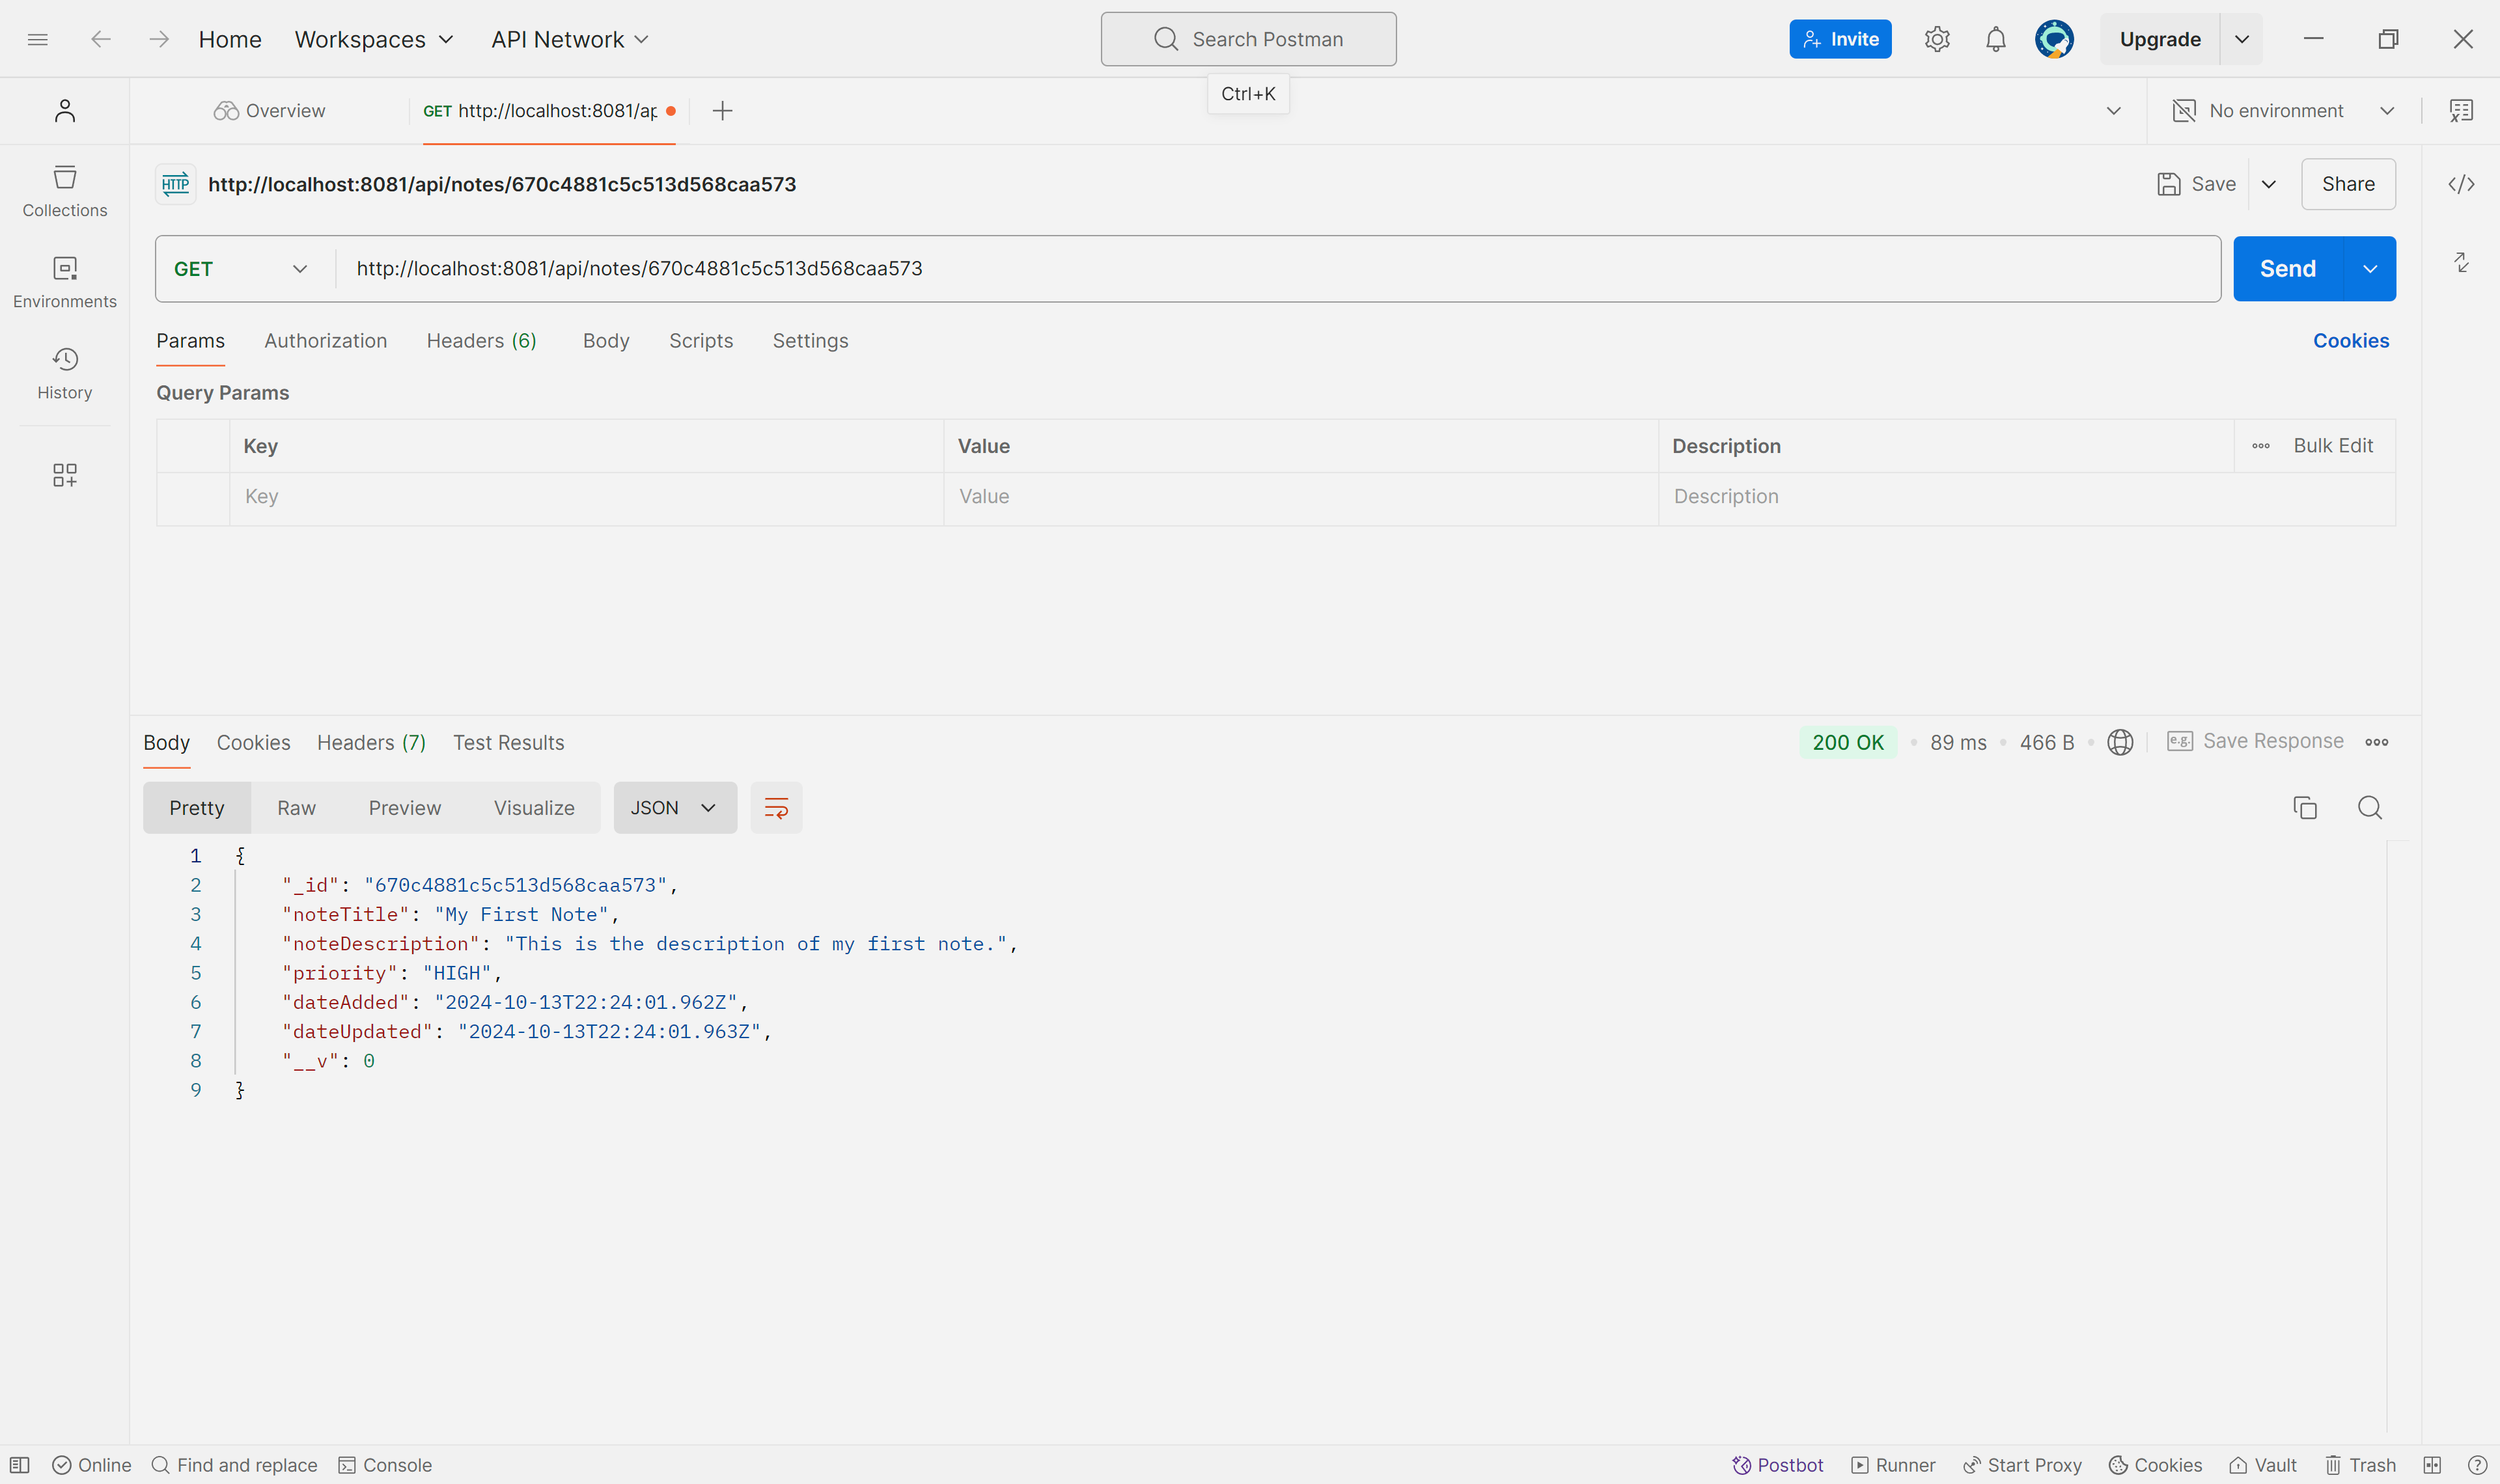 Home Workspaces API Network Search Postman Invite Upgrade
Ctrl+K
Overview GET http://localhost:8081/ap No environment
HTTP http://localhost:8081/api/notes/670c4881c5c513d568caa573 Save Share
Collections
GET http://localhost:8081/api/notes/670c4881c5c513d568caa573 Send
Environments
Params Authorization Headers (6) Body Scripts Settings Cookies
History
Query Params
Key Value Description Bulk Edit
Key Value Description
Body Cookies Headers (7) Test Results 200 OK 89 ms 466 B e.g. Save Response
Pretty Raw Preview Visualize JSON
1 {
2 "_id": "670c4881c5c513d568caa573",
3 "noteTitle": "My First Note",
4 "noteDescription": "This is the description of my first note.",
5 "priority": "HIGH",
6 "dateAdded": "2024-10-13T22:24:01.962Z",
7 "dateUpdated": "2024-10-13T22:24:01.963Z",
8 "__v": 0
9 }
Online Find and replace Console Postbot Runner Start Proxy Cookies Vault Trash